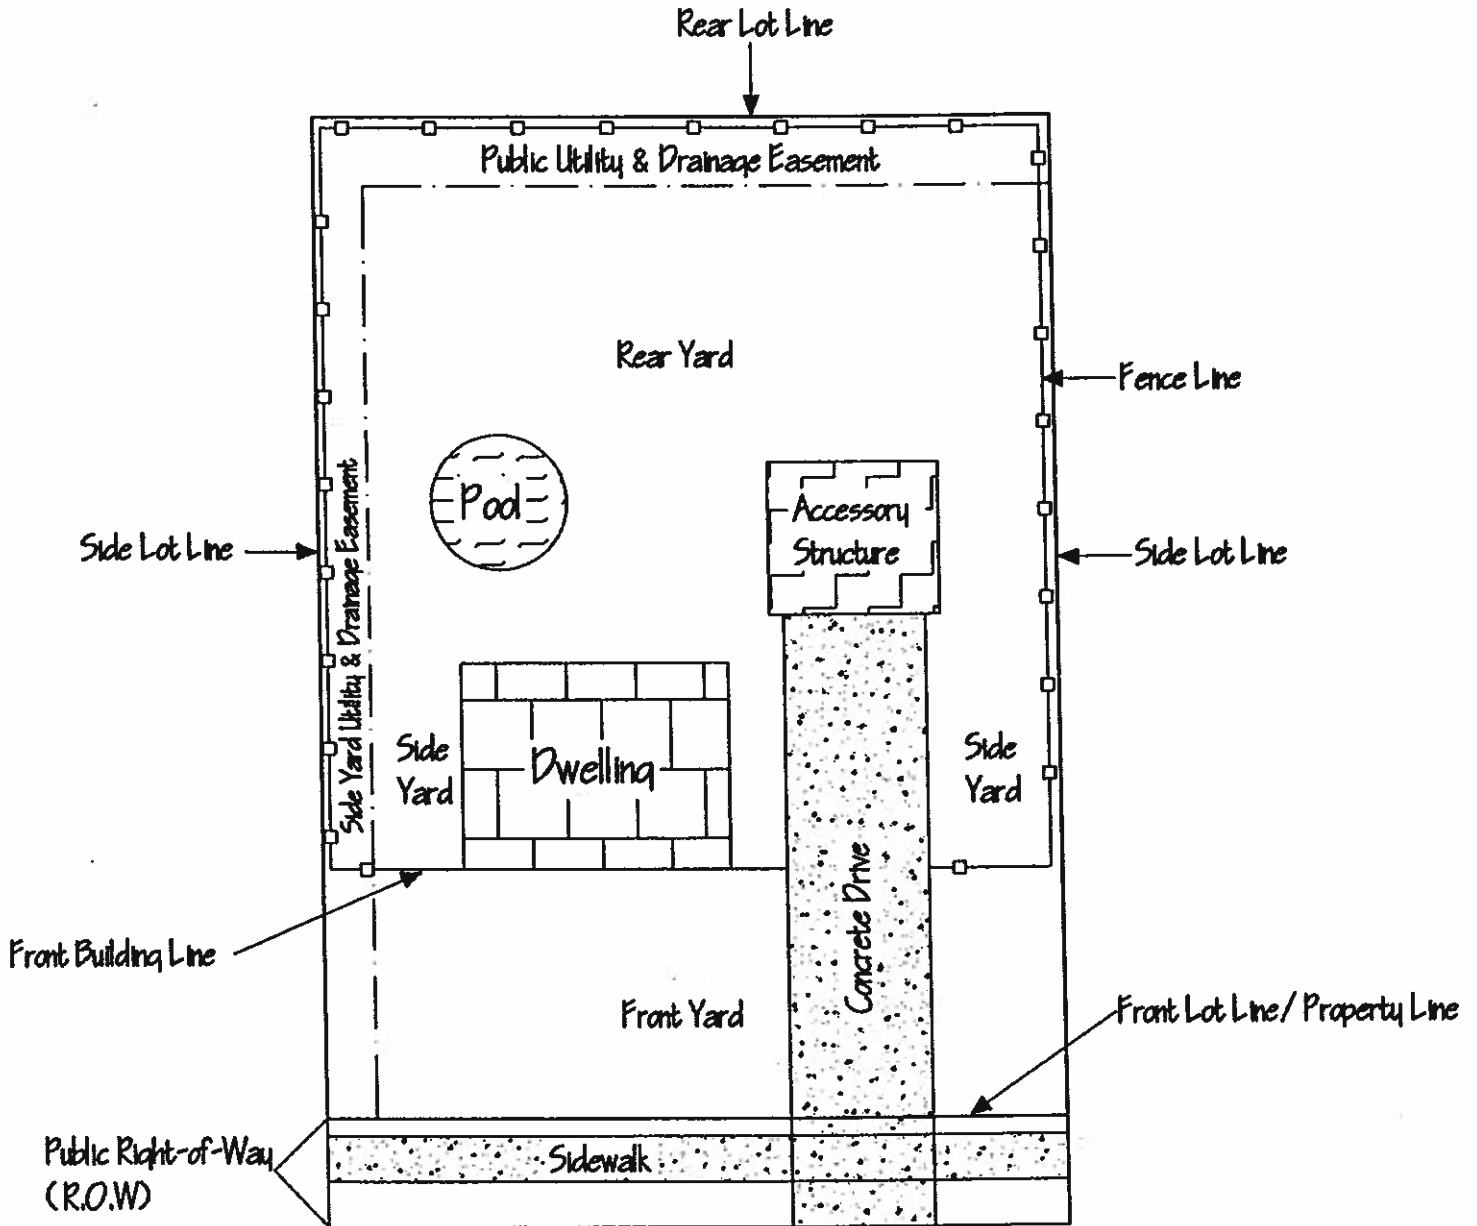 Rear Lot Line
Public Utility & Drainage Easement
Rear Yard
Fence Line
Pool
Accessory
Structure
Side Lot Line
Side Lot Line
Side Yard Utility & Drainage Easement
Side
Yard
Dwelling
Side
Yard
Concrete Drive
Front Building Line
Front Yard
Front Lot Line/ Property Line
Public Right-of-Way
(R.O.W)
Sidewalk